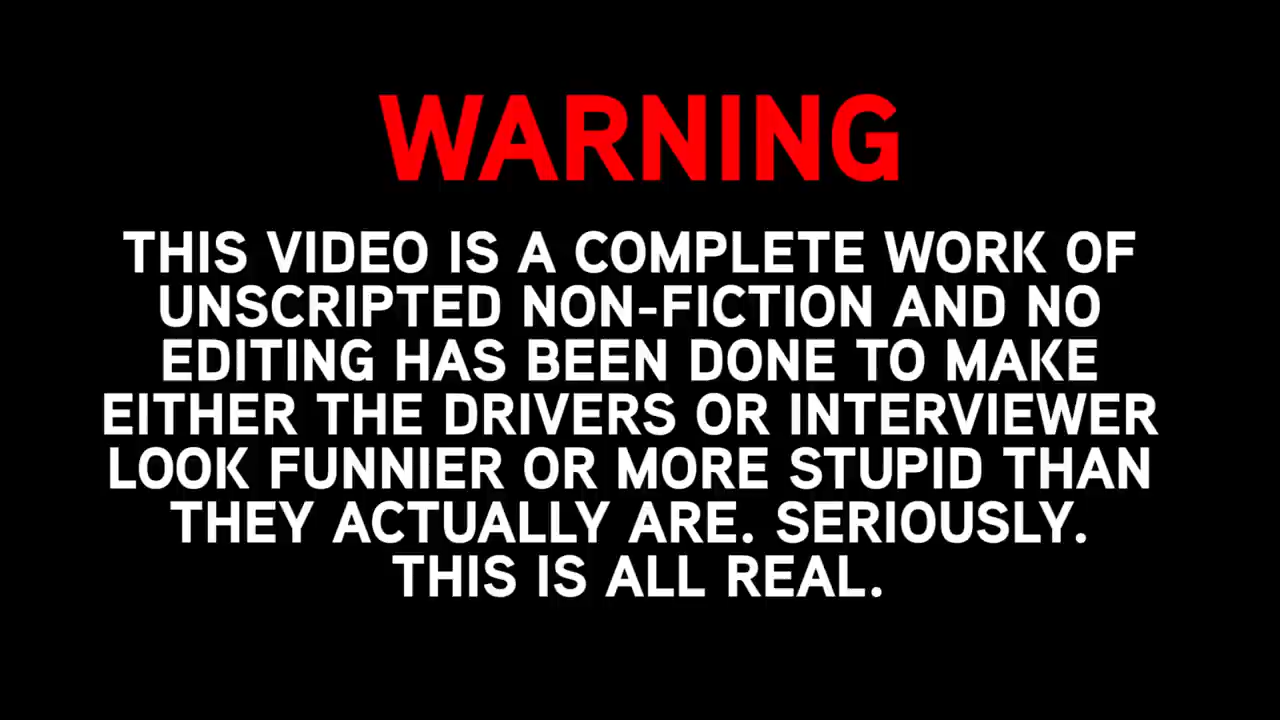 WARNING
THIS VIDEO IS A COMPLETE WORK OF
UNSCRIPTED NON-FICTION AND NO
EDITING HAS BEEN DONE TO MAKE
EITHER THE DRIVERS OR INTERVIEWER
LOOK FUNNIER OR MORE STUPID THAN
THEY ACTUALLY ARE. SERIOUSLY.
THIS IS ALL REAL.